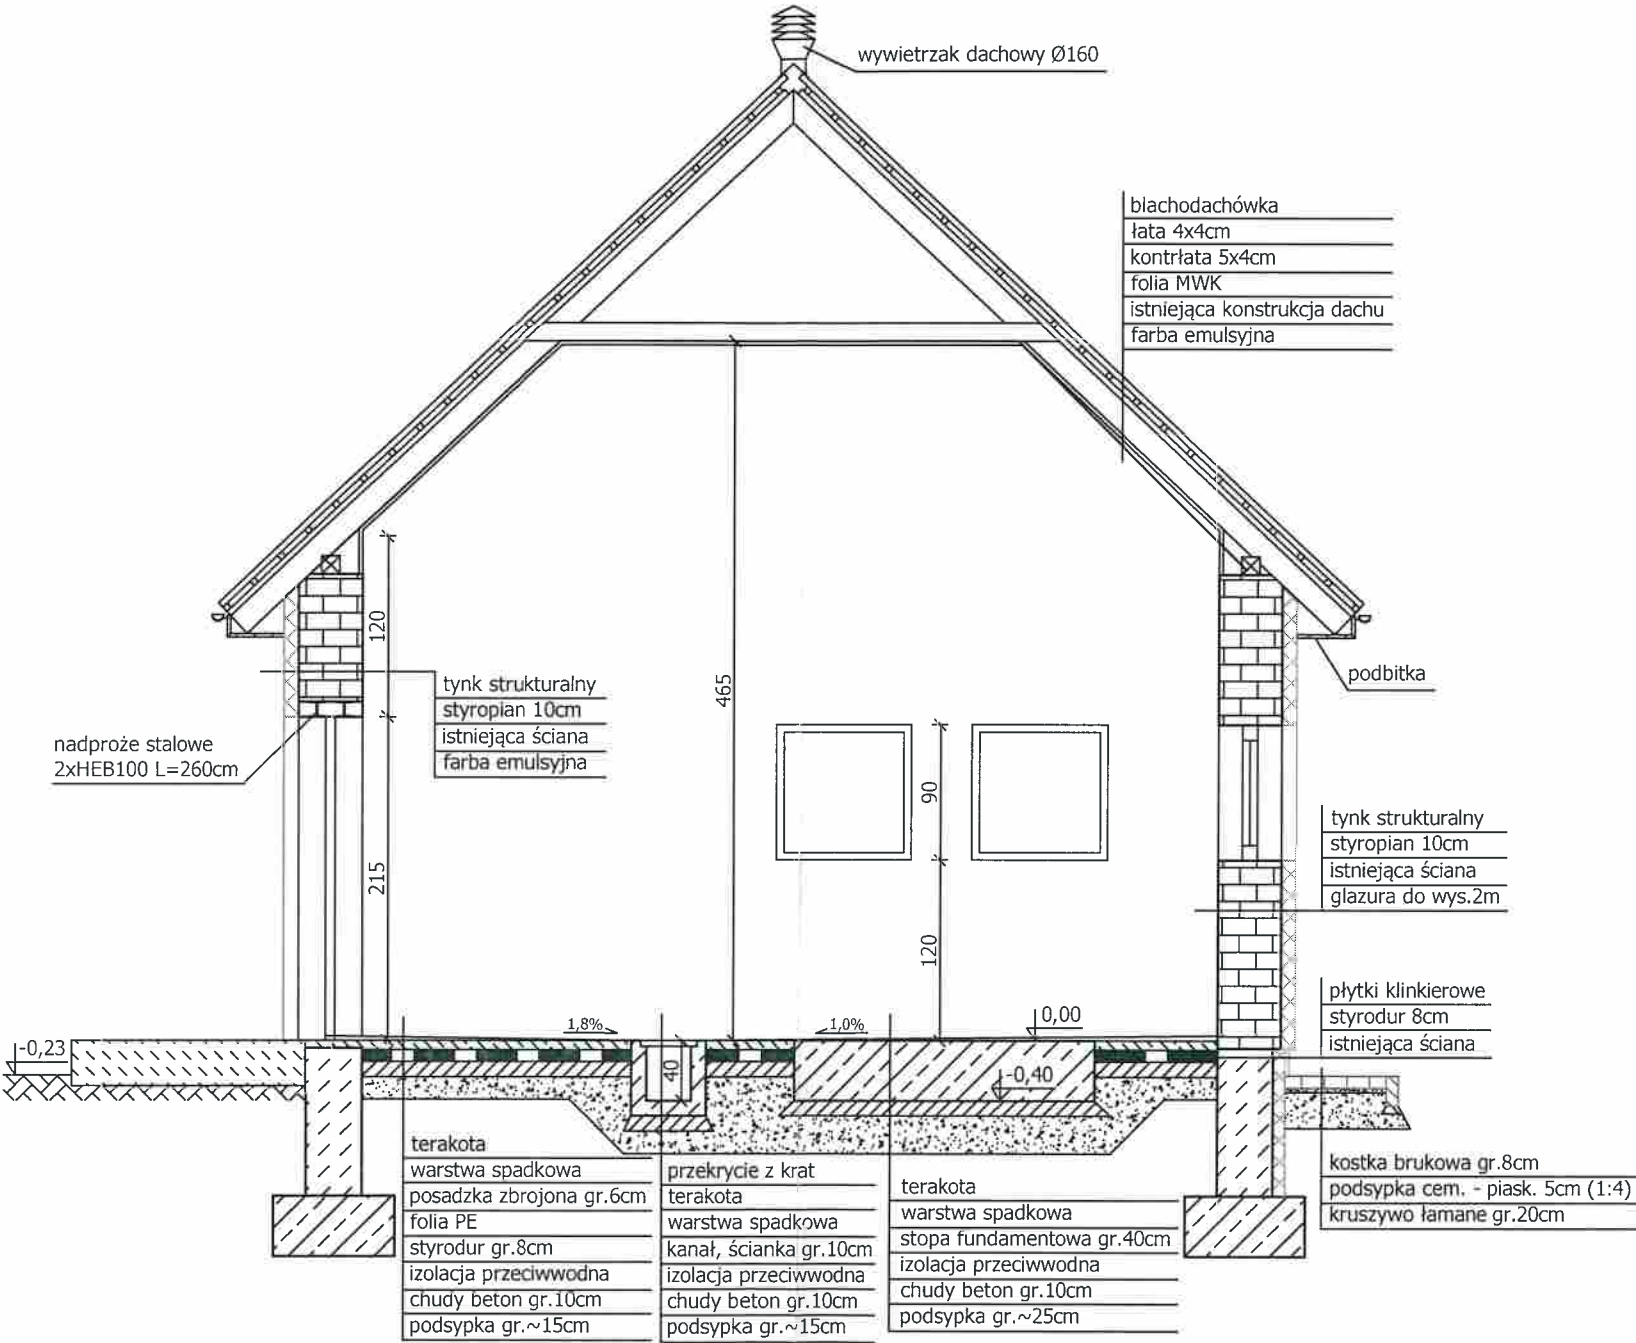 wywietrzak dachowy Ø160
blachodachówka
łata 4x4cm
kontrłata 5x4cm
folia MWK
istniejąca konstrukcja dachu
farba emulsyjna
120
465
podbitka
tynk strukturalny
styropian 10cm
istniejąca ściana
farba emulsyjna
nadproże stalowe
2xHEB100 L=260cm
90
215
120
tynk strukturalny
styropian 10cm
istniejąca ściana
glazura do wys.2m
płytki klinkierowe
styrodur 8cm
istniejąca ściana
-0,23
1,8%
1,0%
0,00
40
-0,40
terakota
warstwa spadkowa
posadzka zbrojona gr.6cm
folia PE
styrodur gr.8cm
izolacja przeciwwodna
chudy beton gr.10cm
podsypka gr.~15cm
przekrycie z krat
terakota
warstwa spadkowa
kanał, ścianka gr.10cm
izolacja przeciwwodna
chudy beton gr.10cm
podsypka gr.~15cm
terakota
warstwa spadkowa
stopa fundamentowa gr.40cm
izolacja przeciwwodna
chudy beton gr.10cm
podsypka gr.~25cm
kostka brukowa gr.8cm
podsypka cem. - piask. 5cm (1:4)
kruszywo łamane gr.20cm